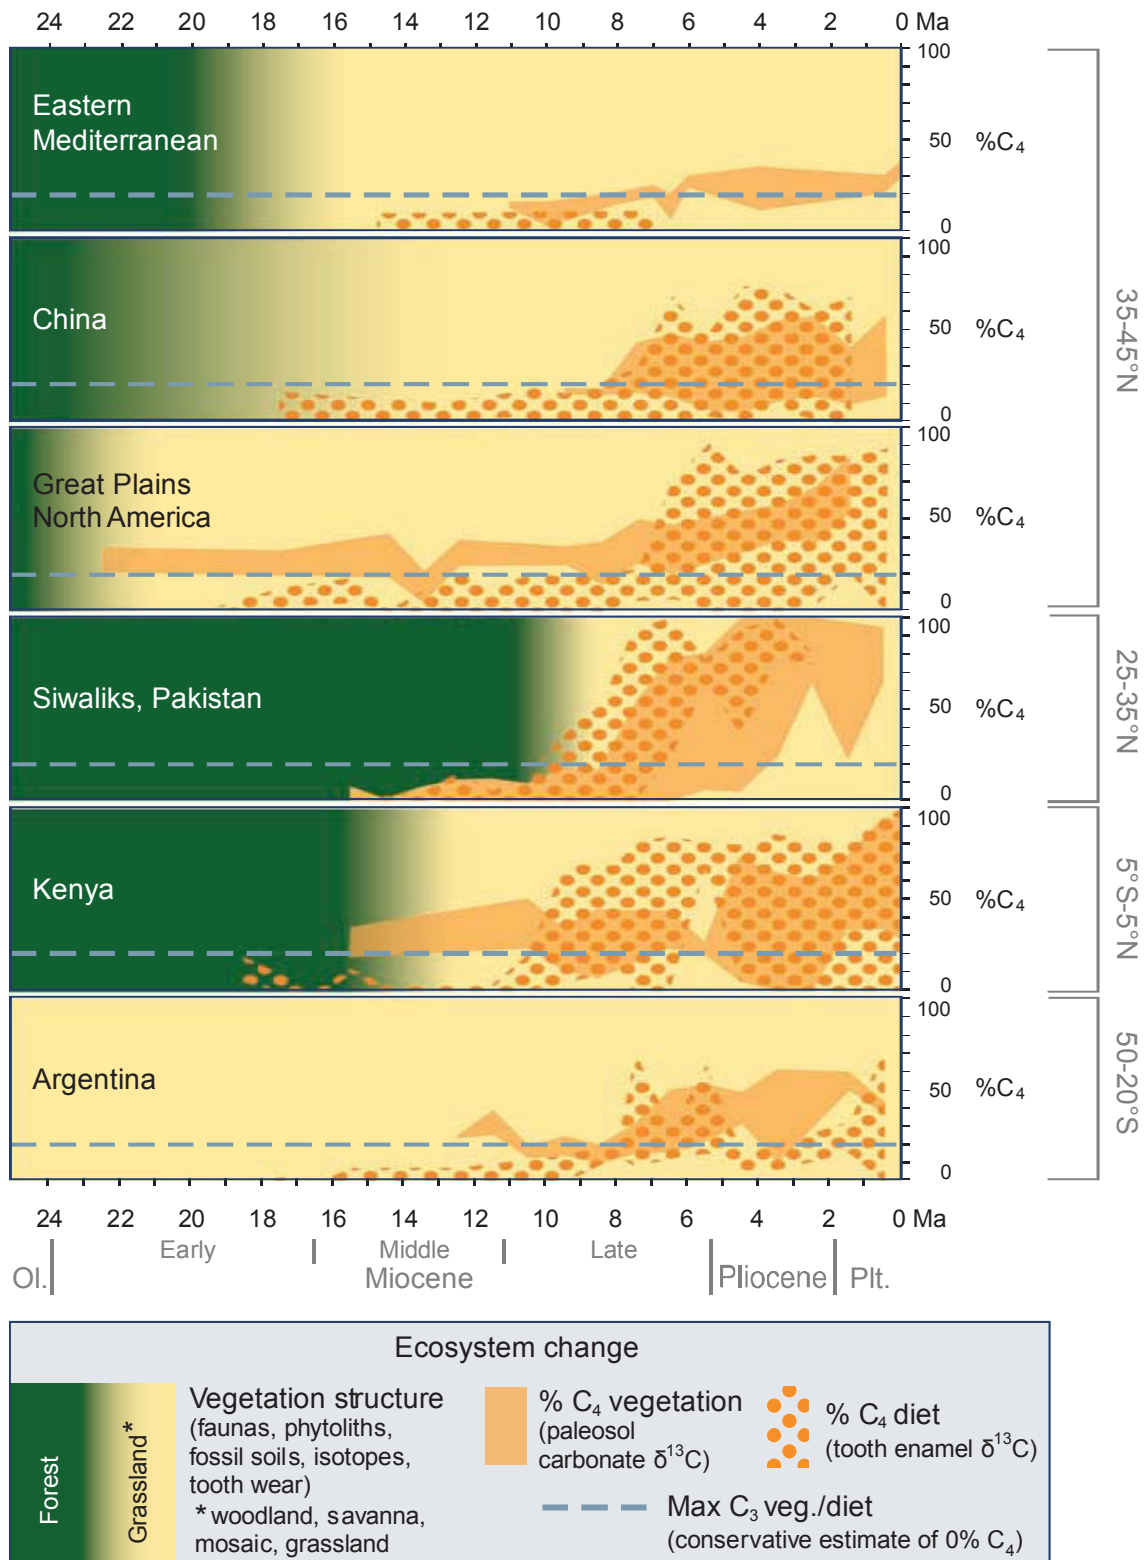 24 22 20 18 16 14 12 10 8 6 4 2 0 Ma
Eastern
Mediterranean
100
50 %C₄
0
China
100
50 %C₄
0
35-45°N
Great Plains
North America
100
50 %C₄
0
Siwaliks, Pakistan
100
50 %C₄
0
25-35°N
Kenya
100
50 %C₄
0
5°S-5°N
Argentina
100
50 %C₄
0
50-20°S
24 22 20 18 16 14 12 10 8 6 4 2 0 Ma
Early Middle Late
Ol. Miocene Pliocene Plt.
Ecosystem change
Forest
Grassland*
Vegetation structure
(faunas, phytoliths,
fossil soils, isotopes,
tooth wear)
*woodland, savanna,
mosaic, grassland
% C₄ vegetation
(paleosol
carbonate δ¹³C)
% C₄ diet
(tooth enamel δ¹³C)
Max C₃ veg./diet
(conservative estimate of 0% C₄)